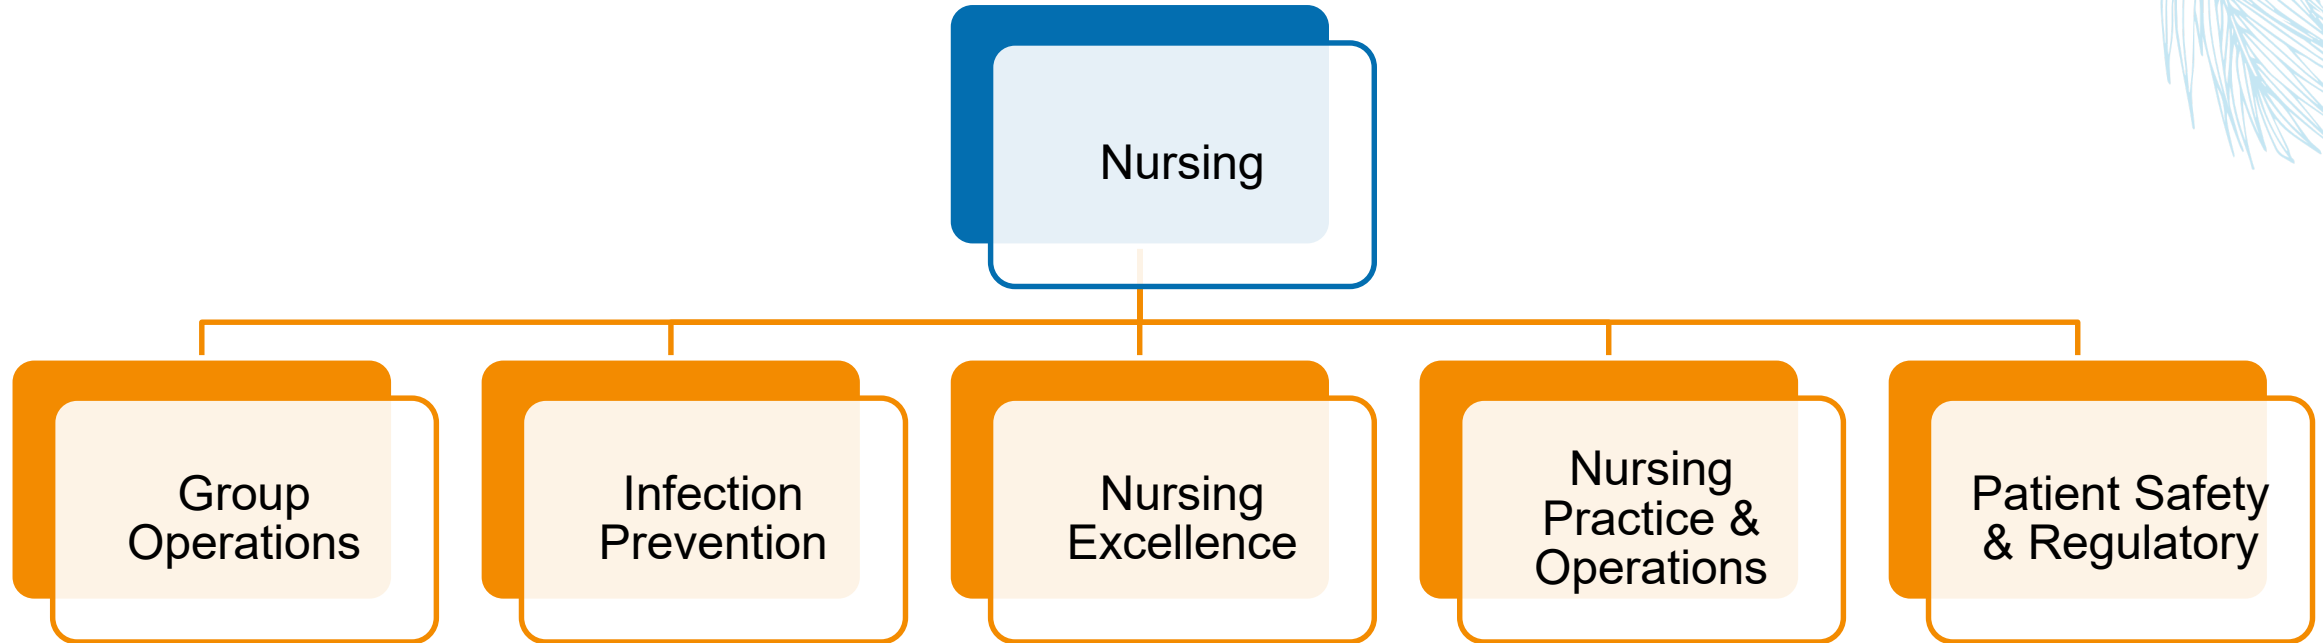 Nursing
Group
Operations
Infection
Prevention
Nursing
Excellence
Nursing
Practice &
Operations
Patient Safety
& Regulatory